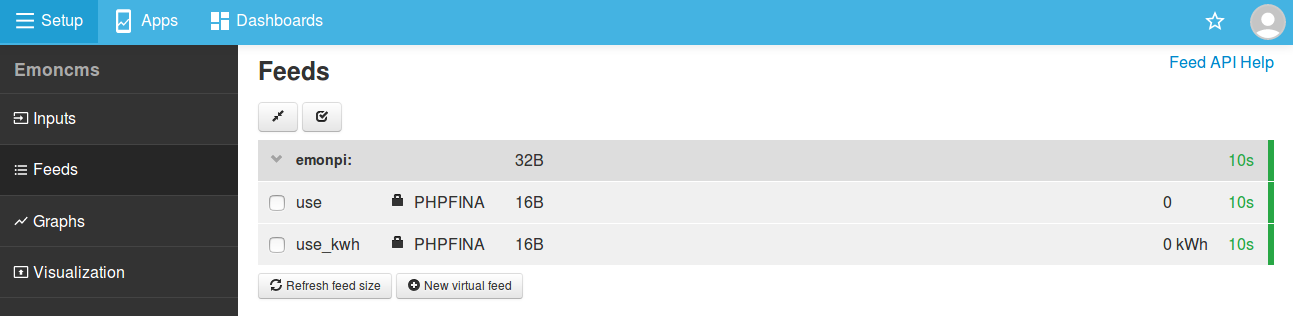 Setup Apps Dashboards
Emoncms
Feeds
Feed API Help
Inputs
Feeds
Graphs
Visualization
emonpi: 32B 10s
use PHPFINA 16B 0 10s
use_kwh PHPFINA 16B 0 kWh 10s
Refresh feed size New virtual feed